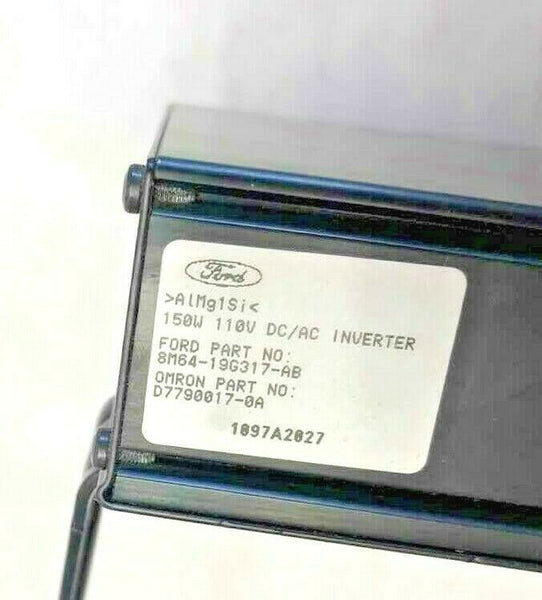 Ford
>AlMg1Si<
150W 110V DC/AC INVERTER
FORD PART NO:
8M64-19G317-AB
OMRON PART NO:
D7790017-0A
1097A2027